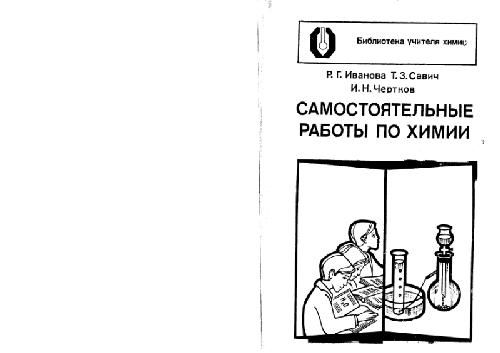 Библиотека учителя химии
Р. Г. Иванова Т. З. Савич
И. Н. Чертков
САМОСТОЯТЕЛЬНЫЕ
РАБОТЫ ПО ХИМИИ